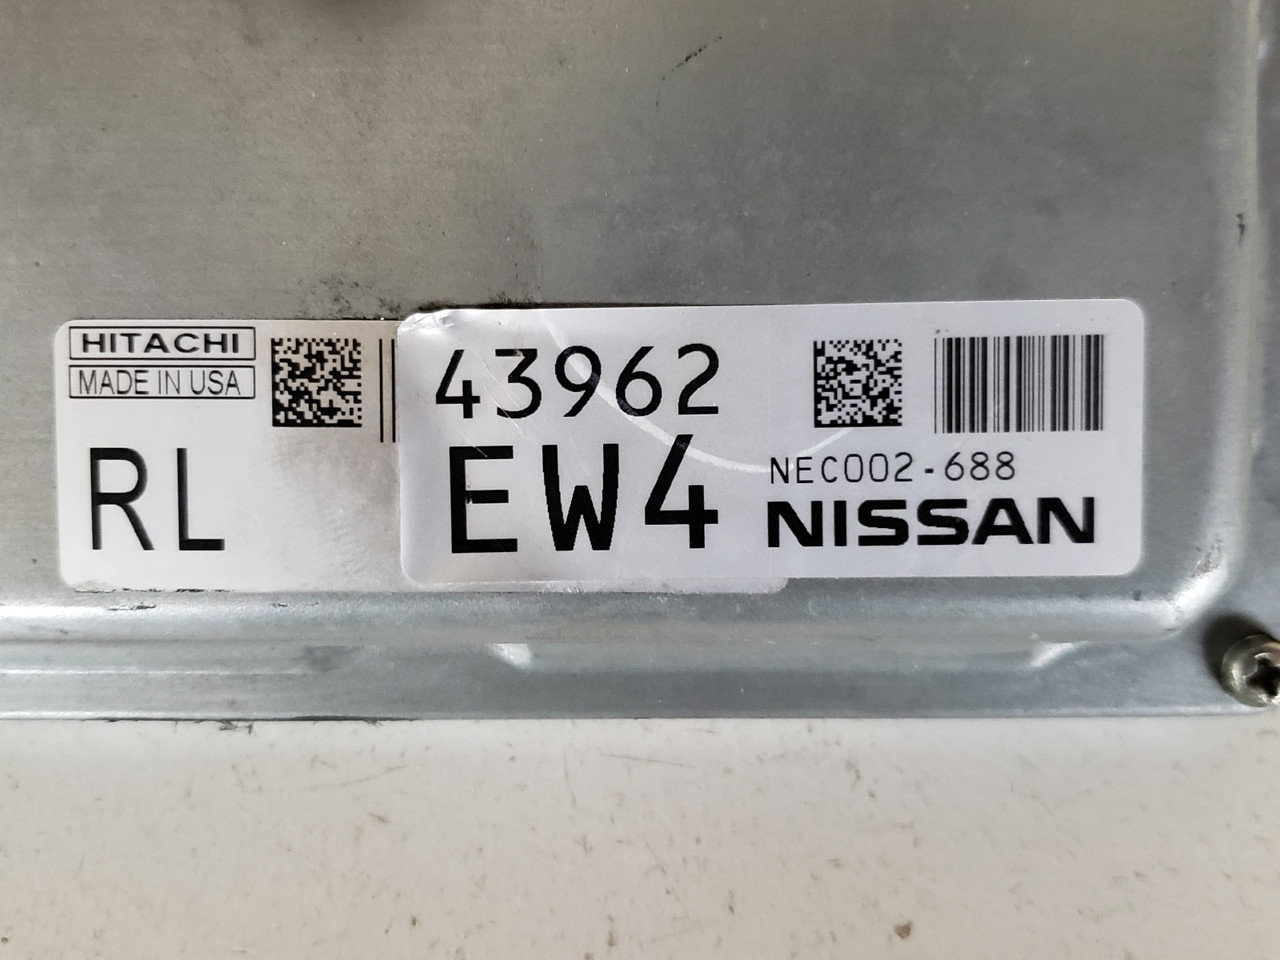 HITACHI
MADE IN USA
RL
43962
EW4
NEC002-688
NISSAN